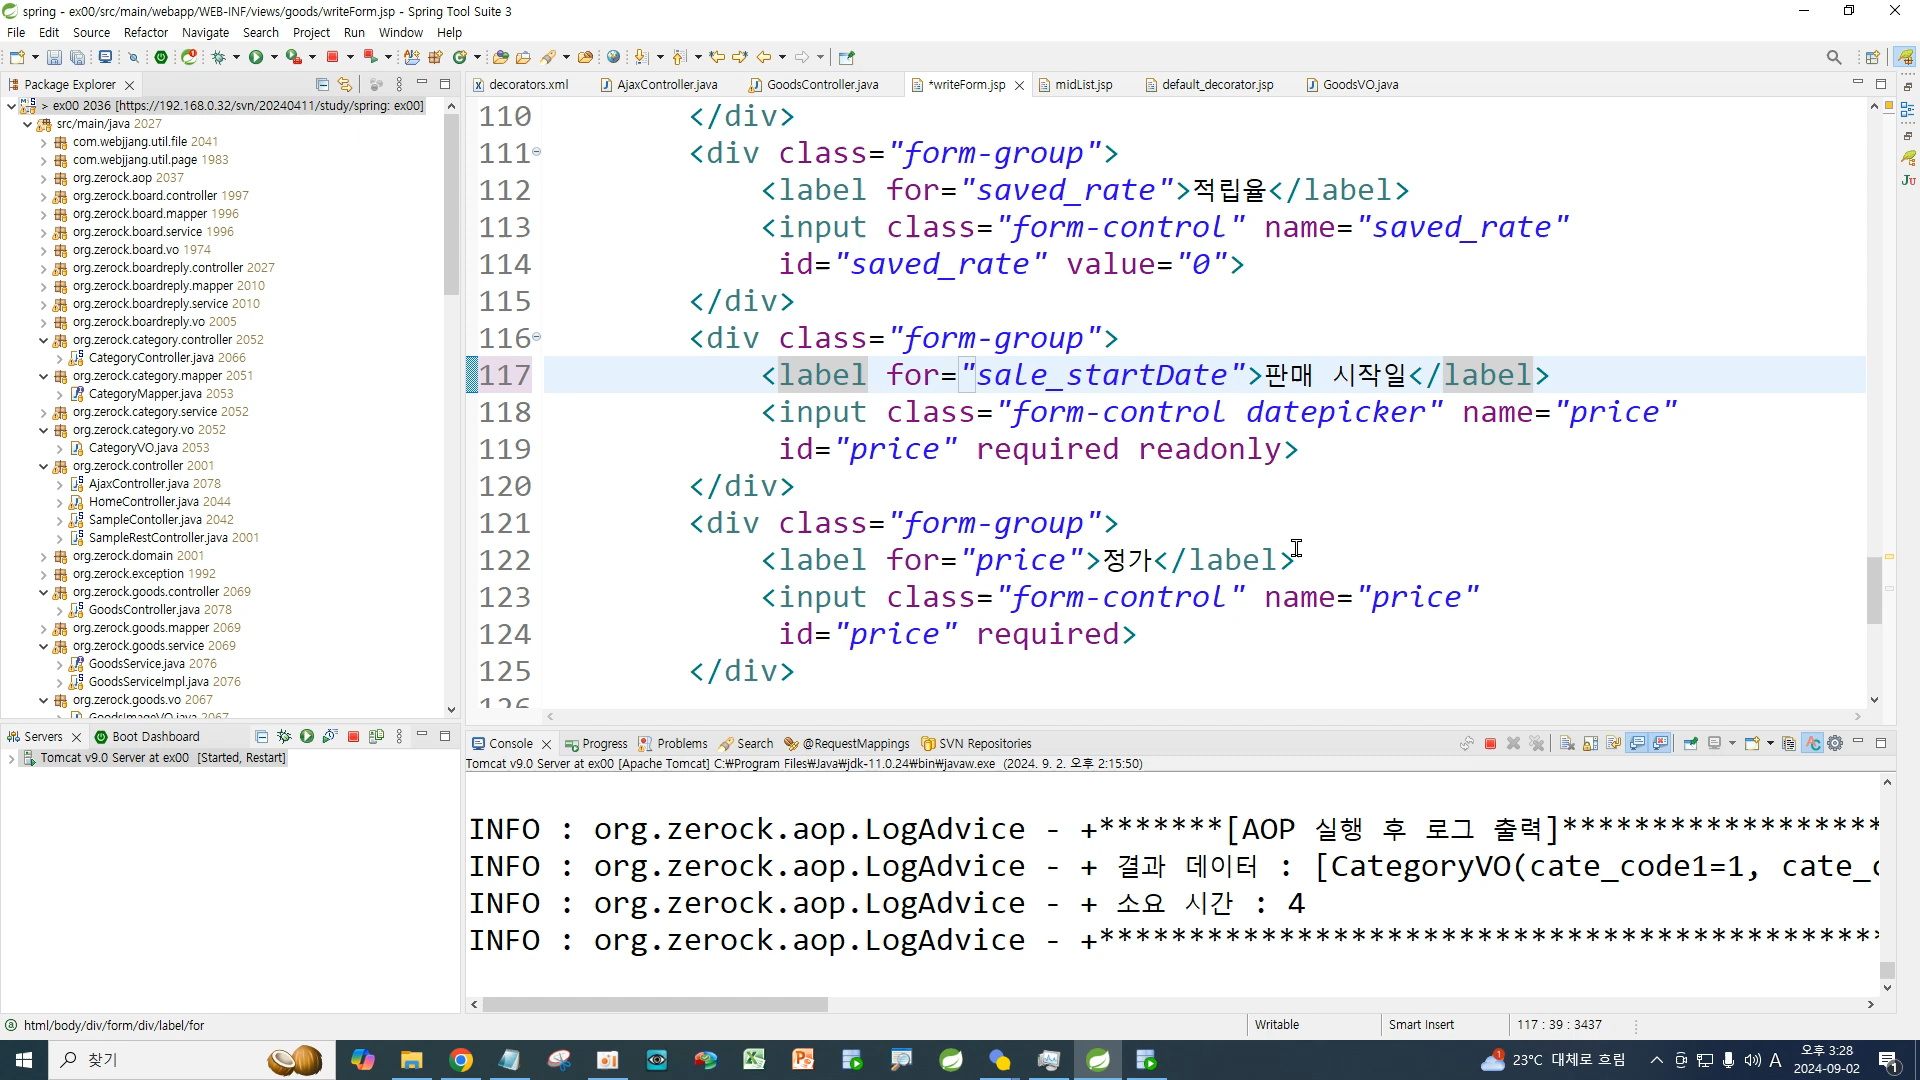 spring - ex00/src/main/webapp/WEB-INF/views/goods/writeForm.jsp - Spring Tool Suite 3
File Edit Source Refactor Navigate Search Project Run Window Help
Package Explorer
decorators.xml AjaxController.java GoodsController.java *writeForm.jsp midList.jsp default_decorator.jsp GoodsVO.java
> ex00 2036 [https://192.168.0.32/svn/20240411/study/spring: ex00]
src/main/java 2027
com.webjjang.util.file 2041
com.webjjang.util.page 1983
org.zerock.aop 2037
org.zerock.board.controller 1997
org.zerock.board.mapper 1996
org.zerock.board.service 1996
org.zerock.board.vo 1974
org.zerock.boardreply.controller 2027
org.zerock.boardreply.mapper 2010
org.zerock.boardreply.service 2010
org.zerock.boardreply.vo 2005
org.zerock.category.controller 2052
CategoryController.java 2066
org.zerock.category.mapper 2051
CategoryMapper.java 2053
org.zerock.category.service 2052
org.zerock.category.vo 2052
CategoryVO.java 2053
org.zerock.controller 2001
AjaxController.java 2078
HomeController.java 2044
SampleContoller.java 2042
SampleRestController.java 2001
org.zerock.domain 2001
org.zerock.exception 1992
org.zerock.goods.controller 2069
GoodsController.java 2078
org.zerock.goods.mapper 2069
org.zerock.goods.service 2069
GoodsService.java 2076
GoodsServiceImpl.java 2076
org.zerock.goods.vo 2067
GoodsImageVO.java 2067
110 </div>
111 <div class="form-group">
112 <label for="saved_rate">적립율</label>
113 <input class="form-control" name="saved_rate"
114 id="saved_rate" value="0">
115 </div>
116 <div class="form-group">
117 <label for="sale_startDate">판매 시작일</label>
118 <input class="form-control datepicker" name="price"
119 id="price" required readonly>
120 </div>
121 <div class="form-group">
122 <label for="price">정가</label>
123 <input class="form-control" name="price"
124 id="price" required>
125 </div>
126
Servers Boot Dashboard
Tomcat v9.0 Server at ex00 [Started, Restart]
Console Progress Problems Search @RequestMappings SVN Repositories
Tomcat v9.0 Server at ex00 [Apache Tomcat] C:₩Program Files₩Java₩jdk-11.0.24₩bin₩javaw.exe (2024. 9. 2. 오후 2:15:50)
INFO : org.zerock.aop.LogAdvice - +*******[AOP 실행 후 로그 출력]******************
INFO : org.zerock.aop.LogAdvice - + 결과 데이터 : [CategoryVO(cate_code1=1, cate_c
INFO : org.zerock.aop.LogAdvice - + 소요 시간 : 4
INFO : org.zerock.aop.LogAdvice - +********************************************
html/body/div/form/div/label/for
Writable
Smart Insert
117 : 39 : 3437
찾기
23°C 대체로 흐림
A
오후 3:28
2024-09-02
1